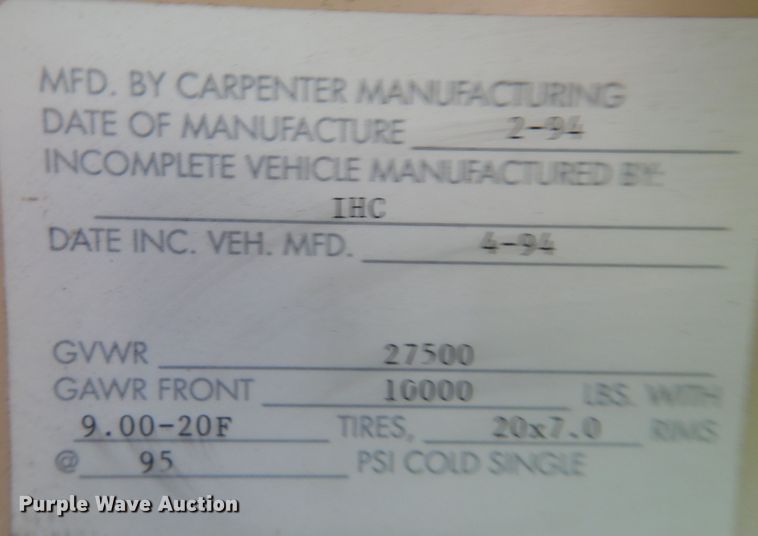 MFD. BY CARPENTER MANUFACTURING
DATE OF MANUFACTURE 2-94
INCOMPLETE VEHICLE MANUFACTURED BY:
IHC
DATE INC. VEH. MFD. 4-94
GVWR 27500
GAWR FRONT 10000 LBS. WITH
9.00-20F TIRES, 20x7.0 RIMS
@ 95 PSI COLD SINGLE
Purple Wave Auction